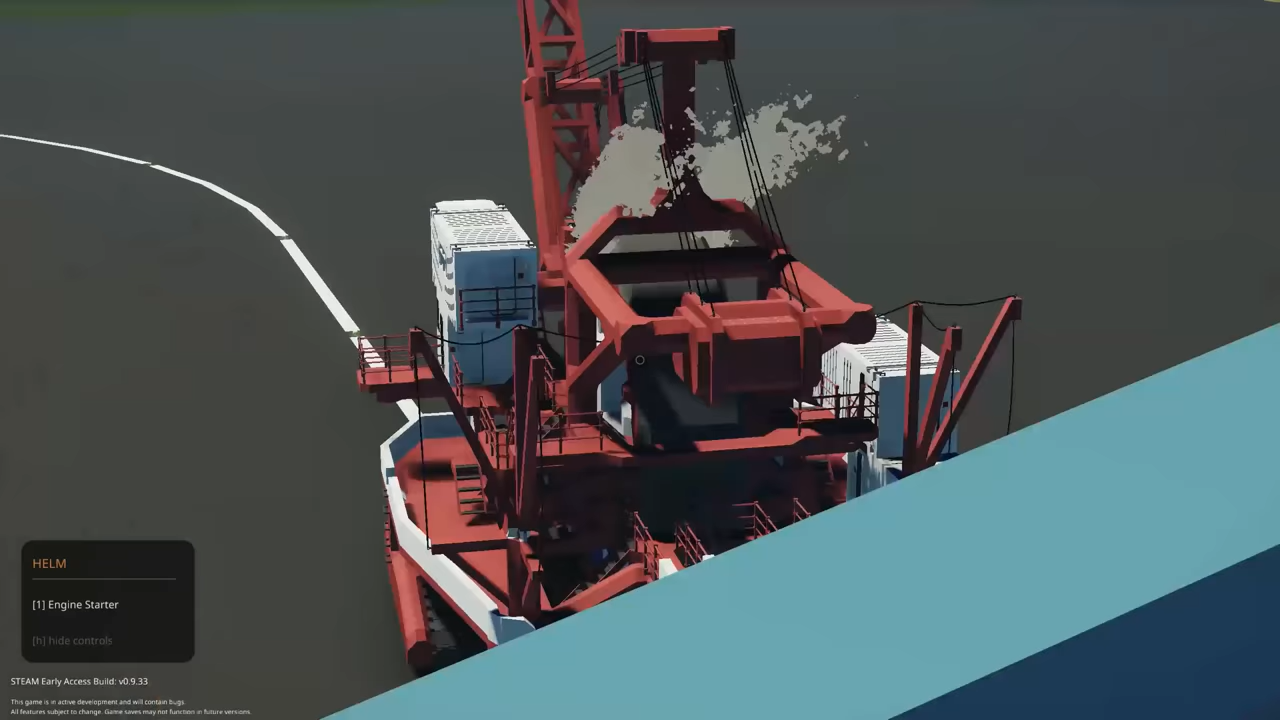 HELM
[1] Engine Starter
[h] hide controls
STEAM Early Access Build: v0.9.33
This game is in active development and will contain bugs.
All features subject to change. Game saves may not function in future versions.